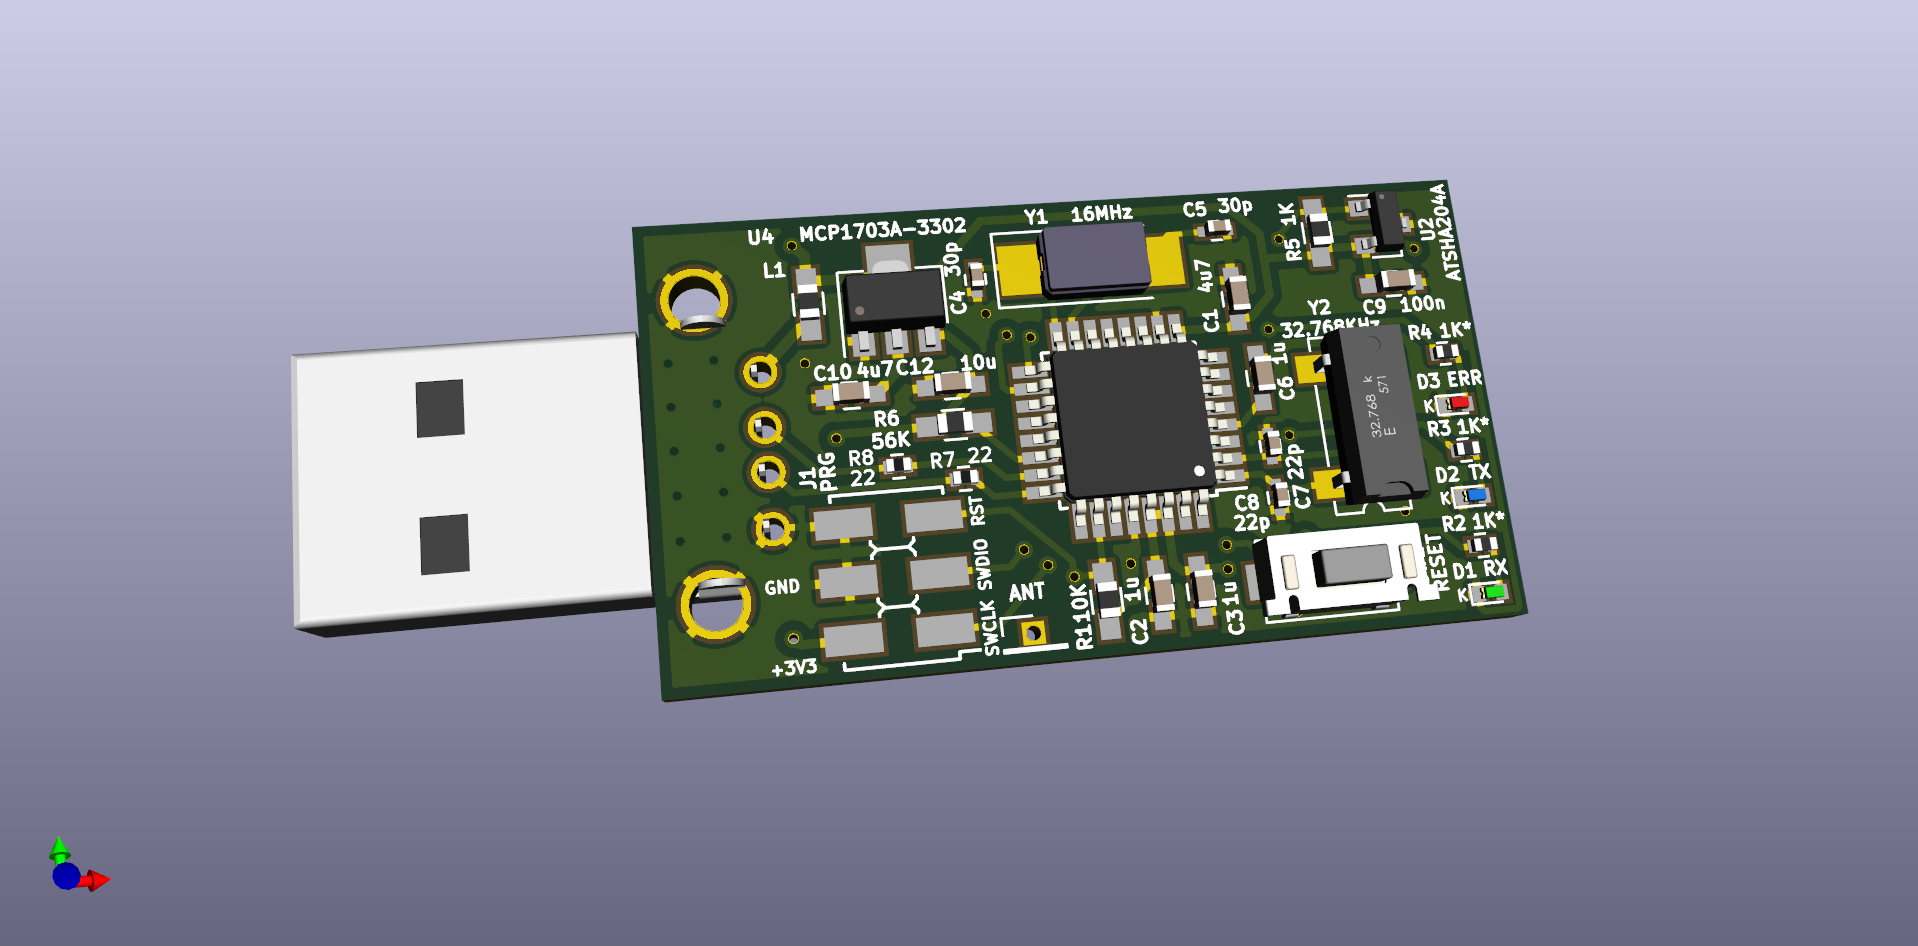 U4 MCP1703A-3302
L1
C4 30p
Y1 16MHz
C5 30p
C1 4u7
R5 1K
U2
ATSHA204A
C9 100n
Y2
32.768KHz
C6 1u
R4 1K*
D3 ERR
K
R3 1K*
D2 TX
K
R2 1K*
D1 RX
K
32.768 k
571
E
C10 4u7
C12 10u
R6
56K
R8
22
R7 22
J1
PRG
RST
SWDIO
SWCLK
GND
+3V3
ANT
R1 10K
C2 1u
C3 1u
C7 22p
C8
22p
RESET